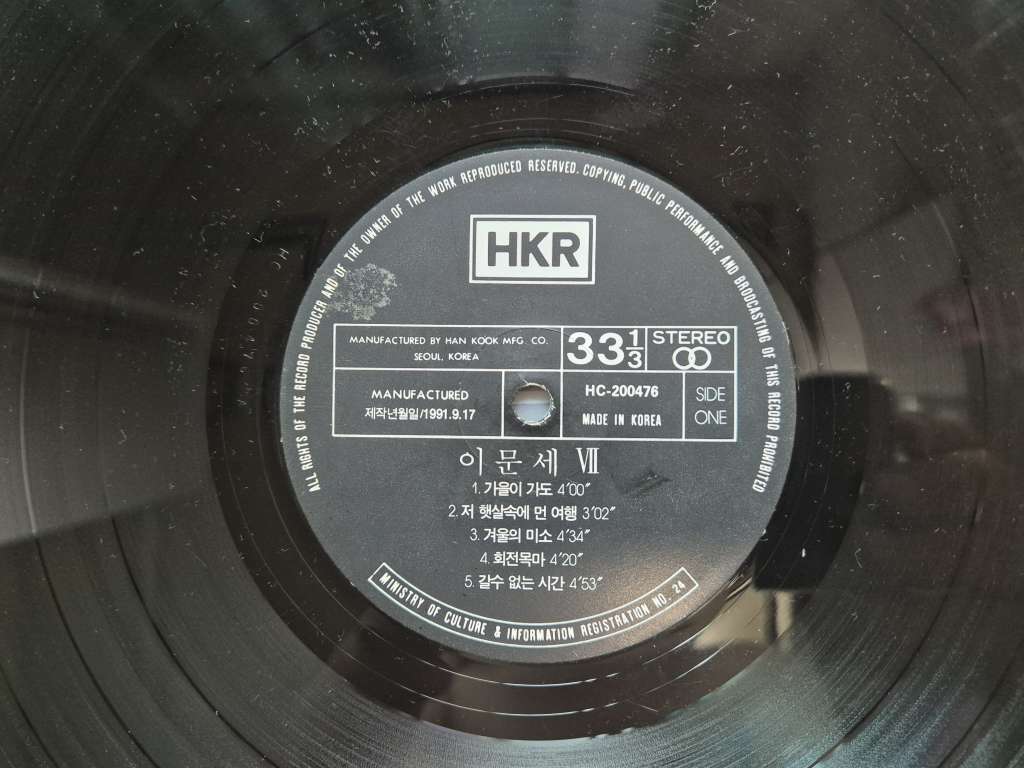 ALL RIGHTS OF THE RECORD PRODUCER AND OF THE OWNER OF THE WORK REPRODUCED RESERVED. COPYING, PUBLIC PERFORMANCE AND BRODCASTING OF THIS RECORD PROHIBITED
HKR
MANUFACTURED BY HAN KOOK MFG. CO.
SEOUL, KOREA
33 1/3
STEREO
MANUFACTURED
제작년월일/1991.9.17
HC-200476
MADE IN KOREA
SIDE
ONE
이문세 Ⅶ
1. 가을이 가도 4'00"
2. 저 햇살속에 먼 여행 3'02"
3. 겨울의 미소 4'34"
4. 회전목마 4'20"
5. 갈수 없는 시간 4'53"
MINISTRY OF CULTURE & INFORMATION REGISTRATION NO. 24